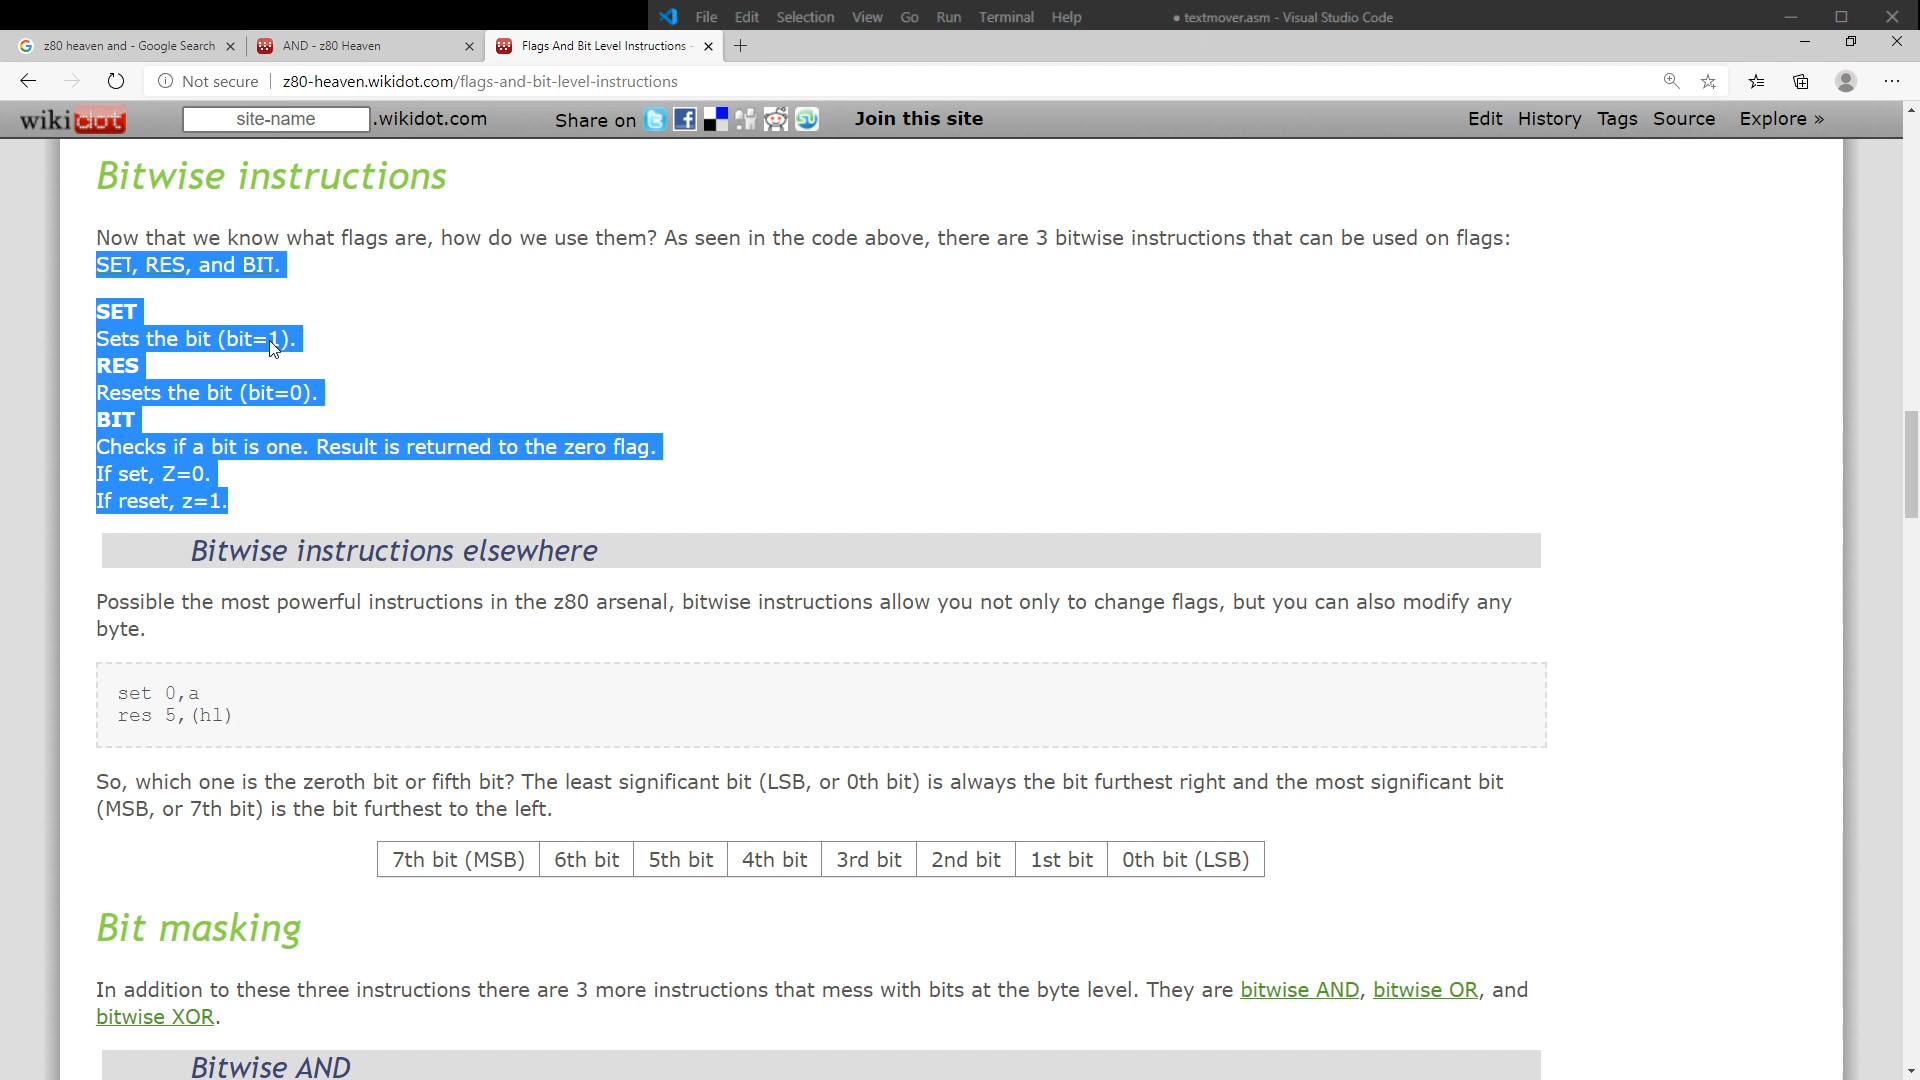 File Edit Selection View Go Run Terminal Help
● textmover.asm - Visual Studio Code
z80 heaven and - Google Search
AND - z80 Heaven
Flags And Bit Level Instructions -
Not secure
z80-heaven.wikidot.com/flags-and-bit-level-instructions
wikidot
site-name
.wikidot.com
Share on
Join this site
Edit History Tags Source Explore »
Bitwise instructions
Now that we know what flags are, how do we use them? As seen in the code above, there are 3 bitwise instructions that can be used on flags:
SET, RES, and BIT.
SET
Sets the bit (bit=1).
RES
Resets the bit (bit=0).
BIT
Checks if a bit is one. Result is returned to the zero flag.
If set, Z=0.
If reset, z=1.
Bitwise instructions elsewhere
Possible the most powerful instructions in the z80 arsenal, bitwise instructions allow you not only to change flags, but you can also modify any
byte.
set 0,a
res 5,(hl)
So, which one is the zeroth bit or fifth bit? The least significant bit (LSB, or 0th bit) is always the bit furthest right and the most significant bit
(MSB, or 7th bit) is the bit furthest to the left.
7th bit (MSB) 6th bit 5th bit 4th bit 3rd bit 2nd bit 1st bit 0th bit (LSB)
Bit masking
In addition to these three instructions there are 3 more instructions that mess with bits at the byte level. They are bitwise AND, bitwise OR, and
bitwise XOR.
Bitwise AND